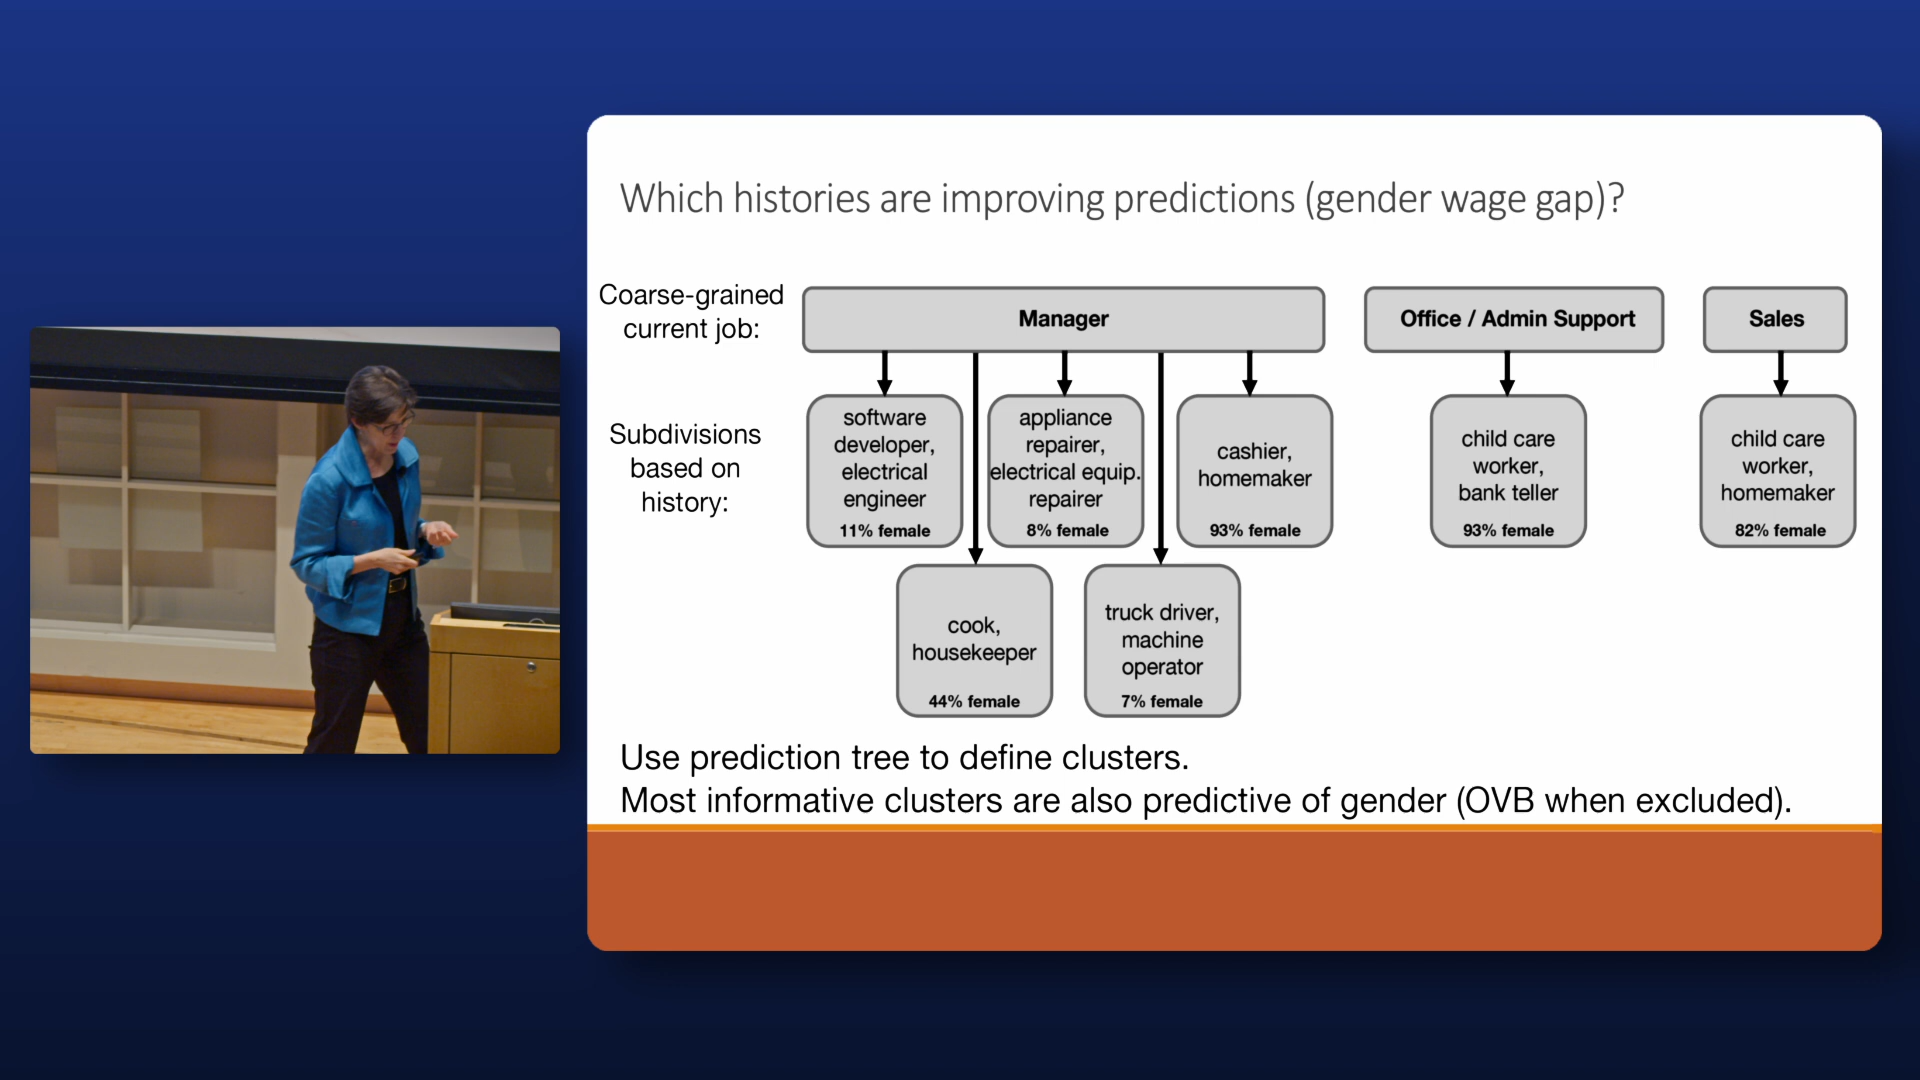 Which histories are improving predictions (gender wage gap)?
Coarse-grained
current job:
Manager
Office / Admin Support
Sales
Subdivisions
based on
history:
software
developer,
electrical
engineer
11% female
appliance
repairer,
electrical equip.
repairer
8% female
cashier,
homemaker
93% female
child care
worker,
bank teller
93% female
child care
worker,
homemaker
82% female
cook,
housekeeper
44% female
truck driver,
machine
operator
7% female
Use prediction tree to define clusters.
Most informative clusters are also predictive of gender (OVB when excluded).